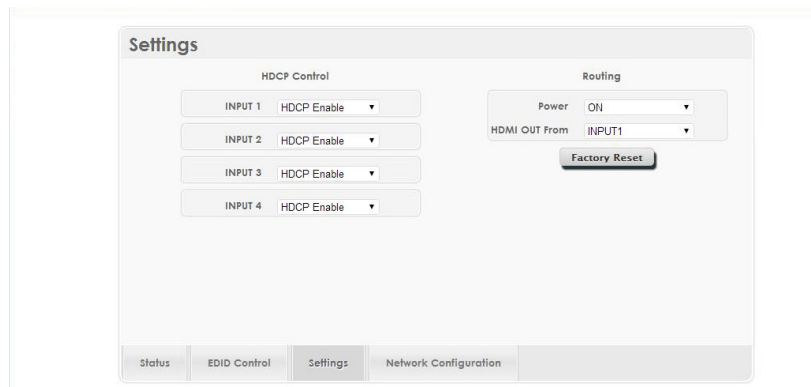 Settings
HDCP Control
INPUT 1 HDCP Enable
INPUT 2 HDCP Enable
INPUT 3 HDCP Enable
INPUT 4 HDCP Enable
Routing
Power ON
HDMI OUT From INPUT1
Factory Reset
Status EDID Control Settings Network Configuration